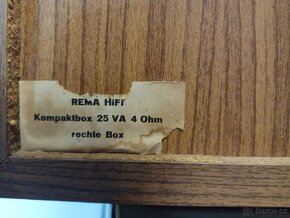 REMA HiFi
Kompaktbox 25 VA 4 Ohm
rechte Box